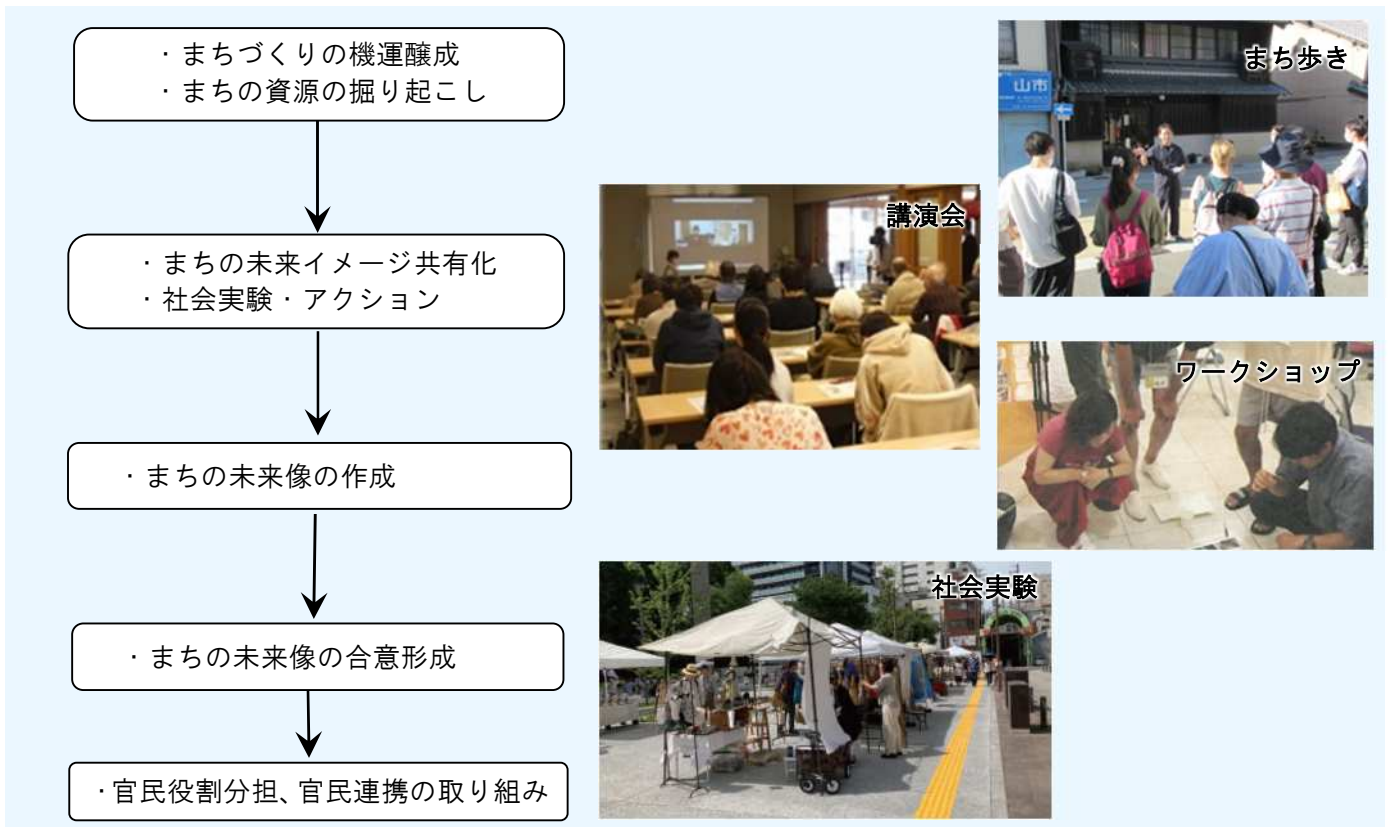 ・まちづくりの機運醸成
・まちの資源の掘り起こし
・まちの未来イメージ共有化
・社会実験・アクション
・まちの未来像の作成
・まちの未来像の合意形成
・官民役割分担、官民連携の取り組み
まち歩き
山市
講演会
ワークショップ
社会実験